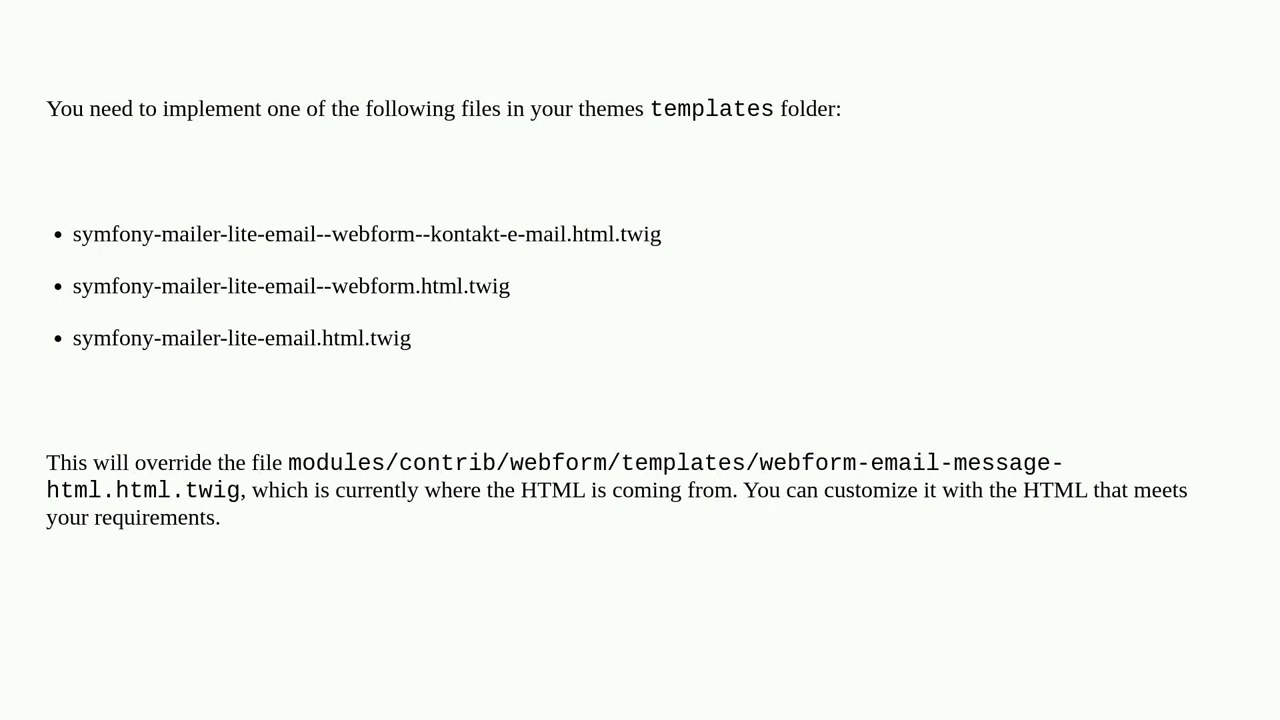 You need to implement one of the following files in your themes templates folder:
• symfony-mailer-lite-email--webform--kontakt-e-mail.html.twig
• symfony-mailer-lite-email--webform.html.twig
• symfony-mailer-lite-email.html.twig
This will override the file modules/contrib/webform/templates/webform-email-message-
html.html.twig, which is currently where the HTML is coming from. You can customize it with the HTML that meets
your requirements.